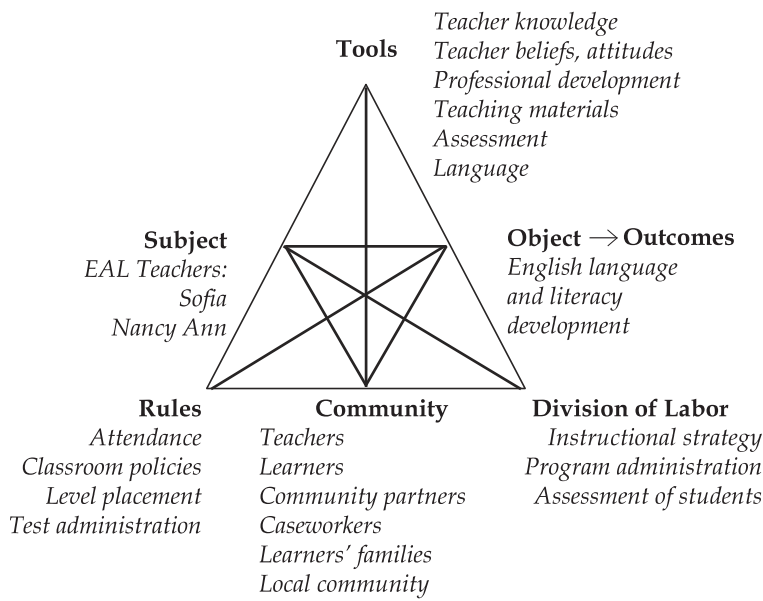 Tools
Teacher knowledge
Teacher beliefs, attitudes
Professional development
Teaching materials
Assessment
Language
Subject
EAL Teachers:
Sofia
Nancy Ann
Object → Outcomes
English language
and literacy
development
Rules
Attendance
Classroom policies
Level placement
Test administration
Community
Teachers
Learners
Community partners
Caseworkers
Learners’ families
Local community
Division of Labor
Instructional strategy
Program administration
Assessment of students